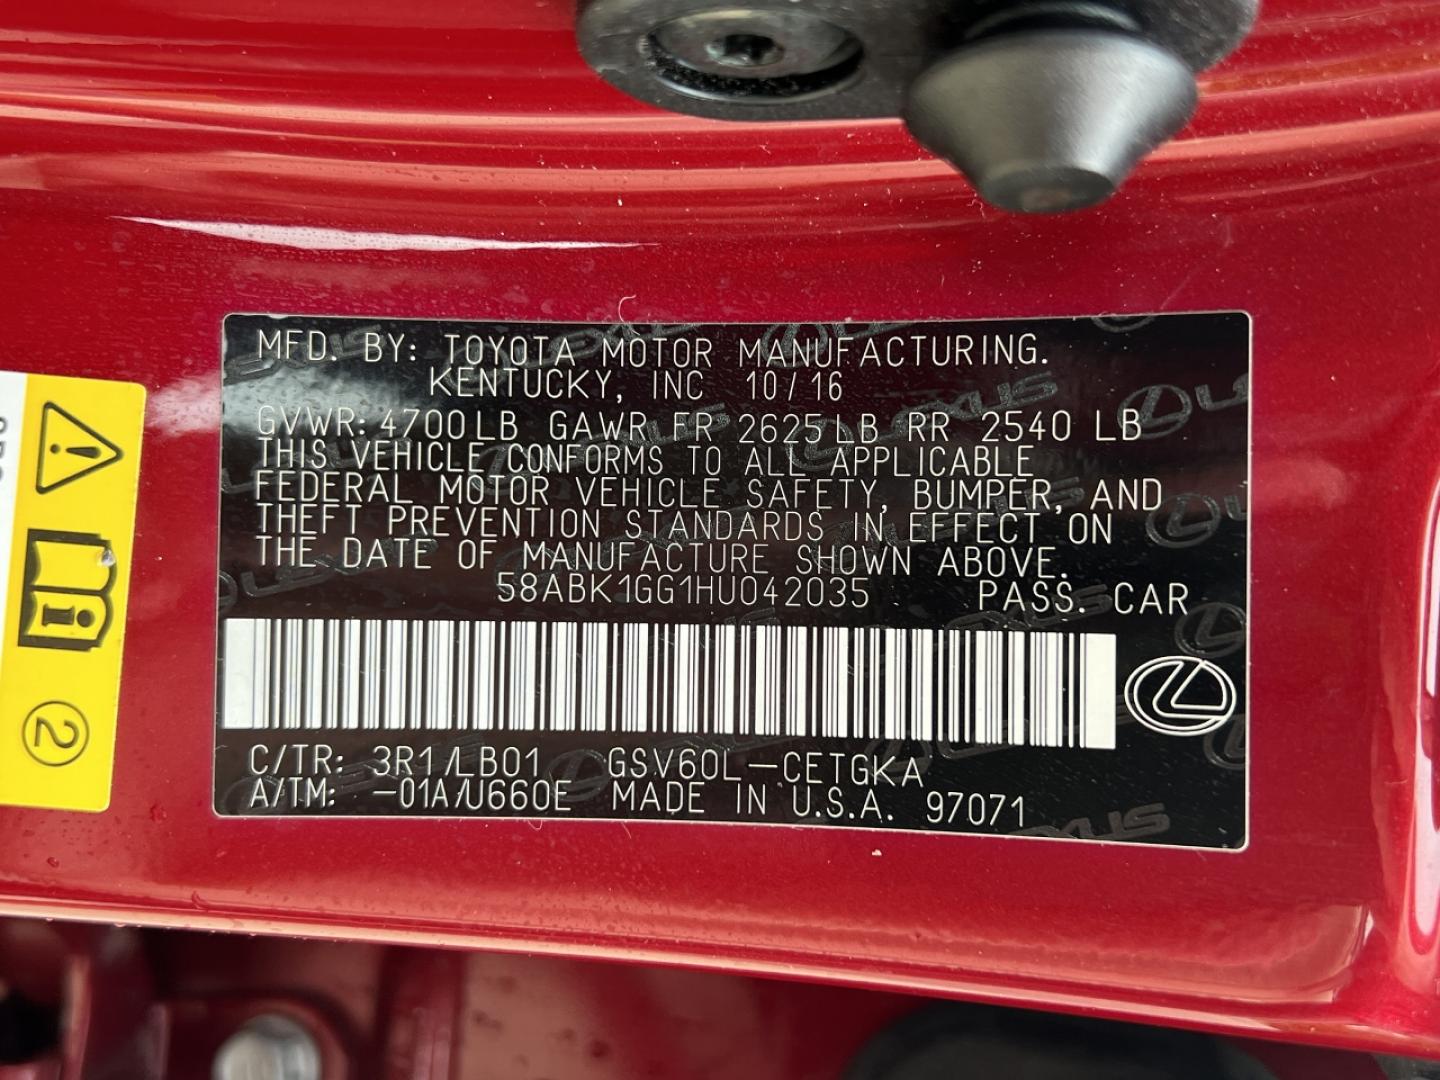 MFD. BY: TOYOTA MOTOR MANUFACTURING.
KENTUCKY, INC 10/16
GVWR: 4700LB GAWR FR 2625LB RR 2540 LB
THIS VEHICLE CONFORMS TO ALL APPLICABLE
FEDERAL MOTOR VEHICLE SAFETY, BUMPER, AND
THEFT PREVENTION STANDARDS IN EFFECT ON
THE DATE OF MANUFACTURE SHOWN ABOVE.
58ABK1GG1HU042035 PASS. CAR
C/TR: 3R1/LB01 GSV60L-CETGKA
A/TM: -01A/U660E MADE IN U.S.A. 97071
2